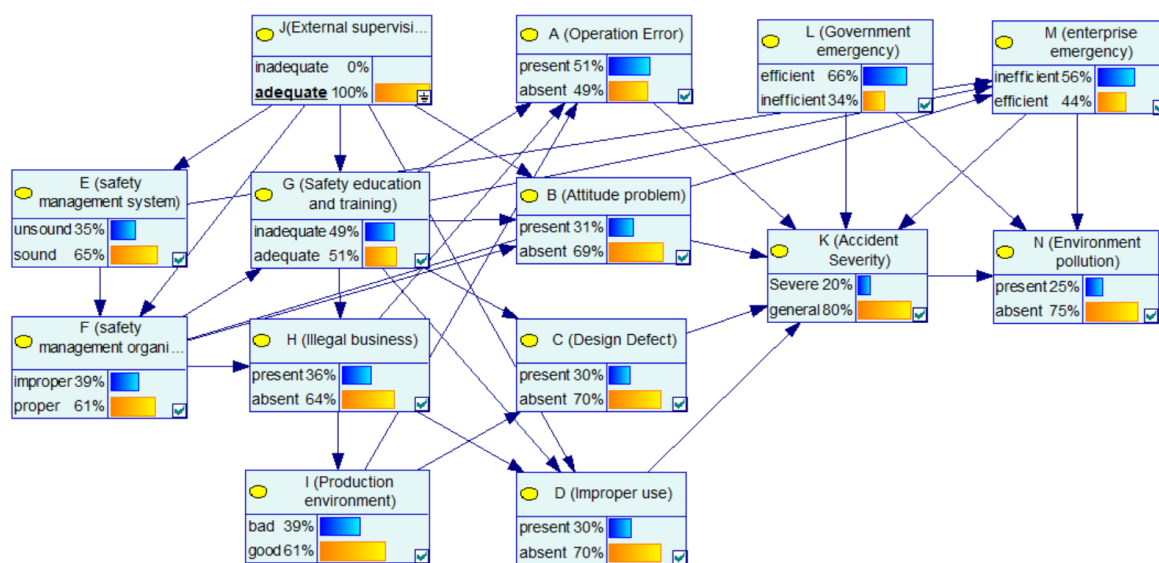 J(External supervisi...
inadequate 0%
adequate 100%
A (Operation Error)
present 51%
absent 49%
L (Government
emergency)
efficient 66%
inefficient 34%
M (enterprise
emergency)
inefficient 56%
efficient 44%
E (safety
management system)
unsound 35%
sound 65%
G (Safety education
and training)
inadequate 49%
adequate 51%
B (Attitude problem)
present 31%
absent 69%
K (Accident
Severity)
Severe 20%
general 80%
N (Environment
pollution)
present 25%
absent 75%
F (safety
management organi...
improper 39%
proper 61%
H (Illegal business)
present 36%
absent 64%
C (Design Defect)
present 30%
absent 70%
I (Production
environment)
bad 39%
good 61%
D (Improper use)
present 30%
absent 70%